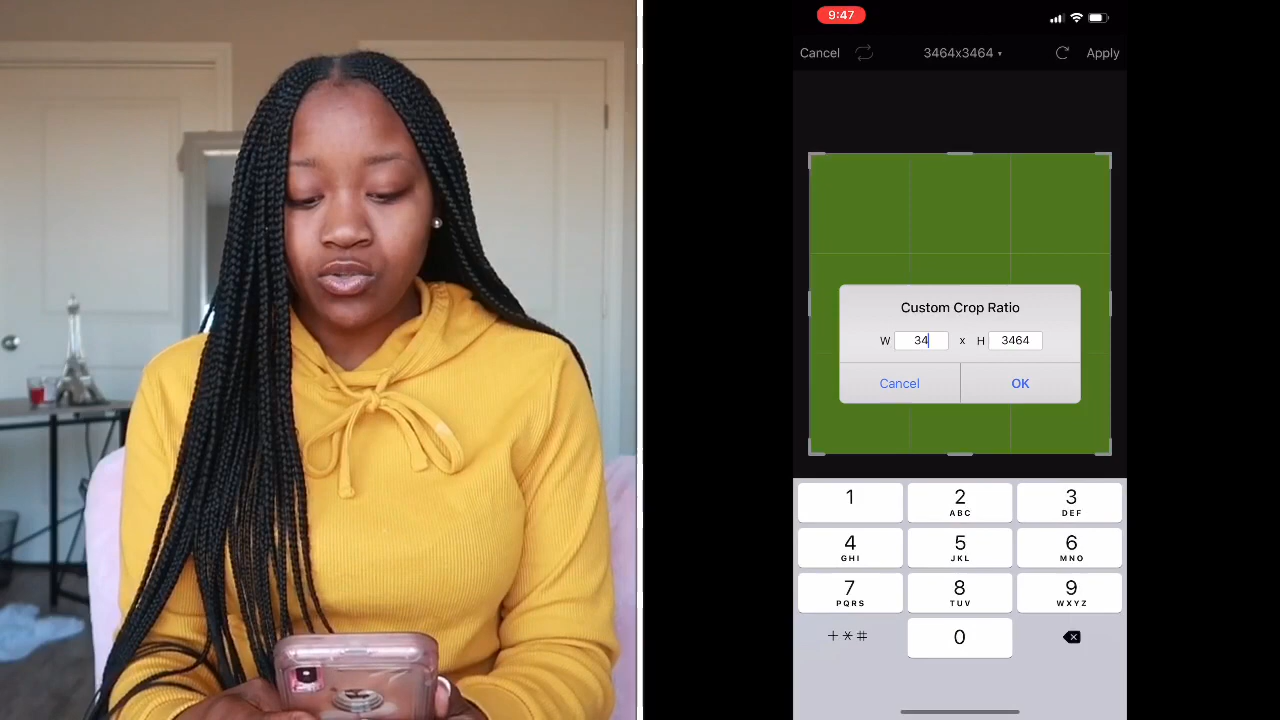 9:47
Cancel 3464x3464 ▾ Apply
Custom Crop Ratio
W 34 x H 3464
Cancel OK
1 2 3
ABC DEF
4 5 6
GHI JKL MNO
7 8 9
PQRS TUV WXYZ
+*# 0